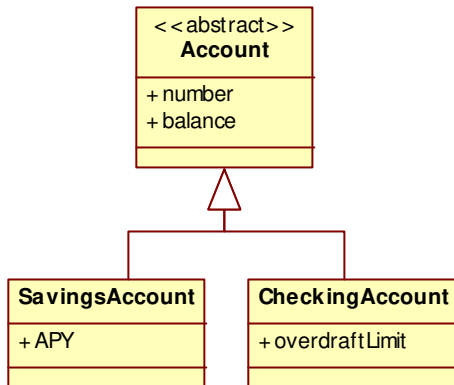 <<abstract>>
Account
+ number
+ balance
SavingsAccount
+ APY
CheckingAccount
+ overdraftLimit